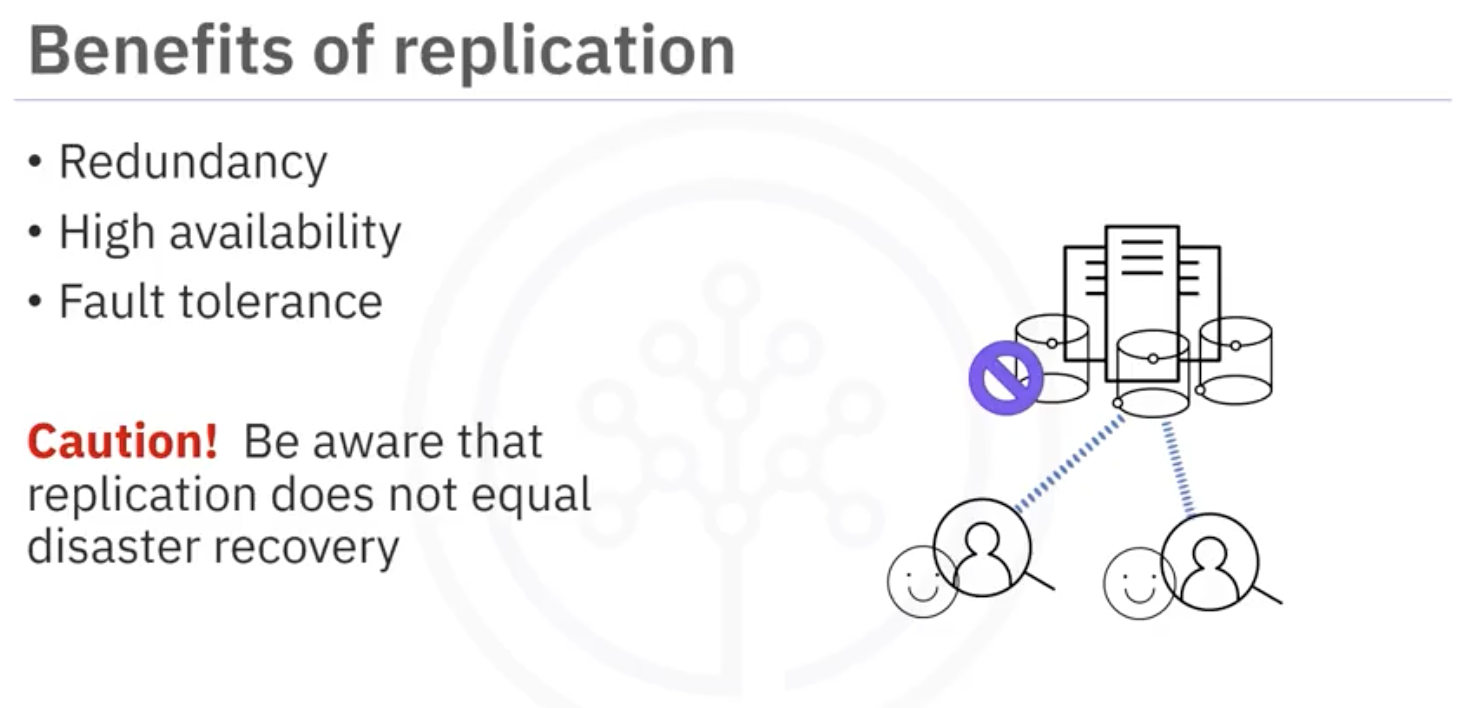 Benefits of replication
• Redundancy
• High availability
• Fault tolerance
Caution! Be aware that
replication does not equal
disaster recovery